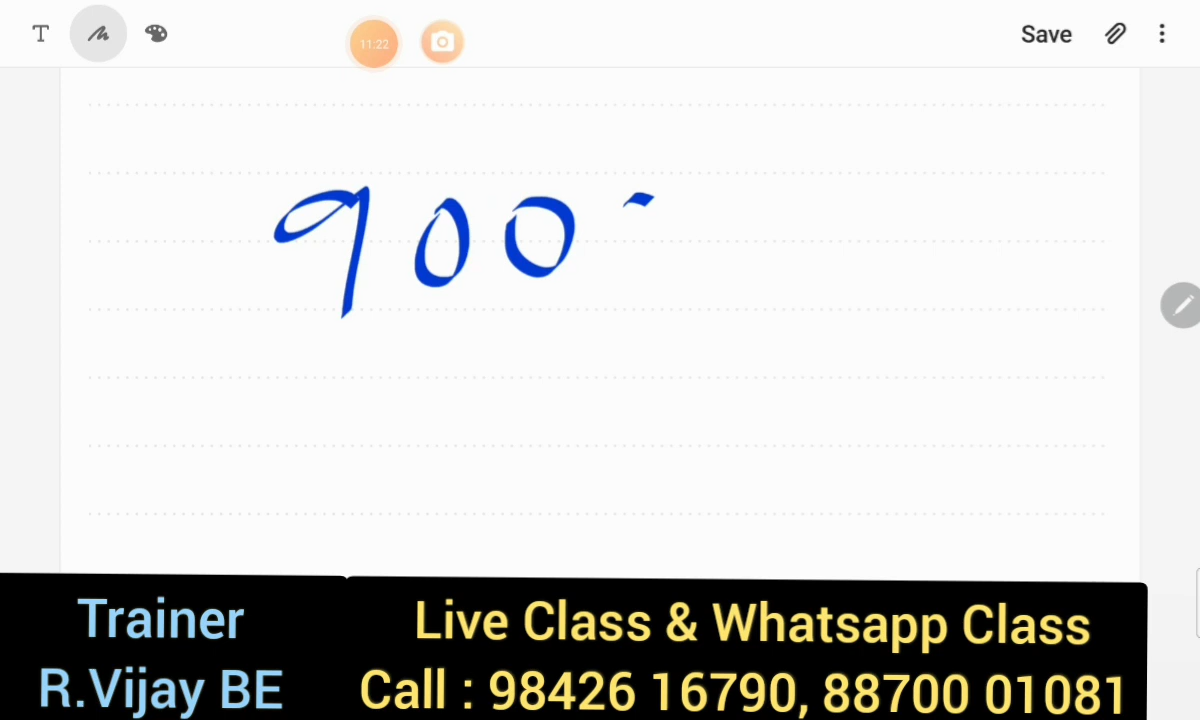 T 11:22 Save
900-
Trainer Live Class & Whatsapp Class
R.Vijay BE Call : 98426 16790, 88700 01081